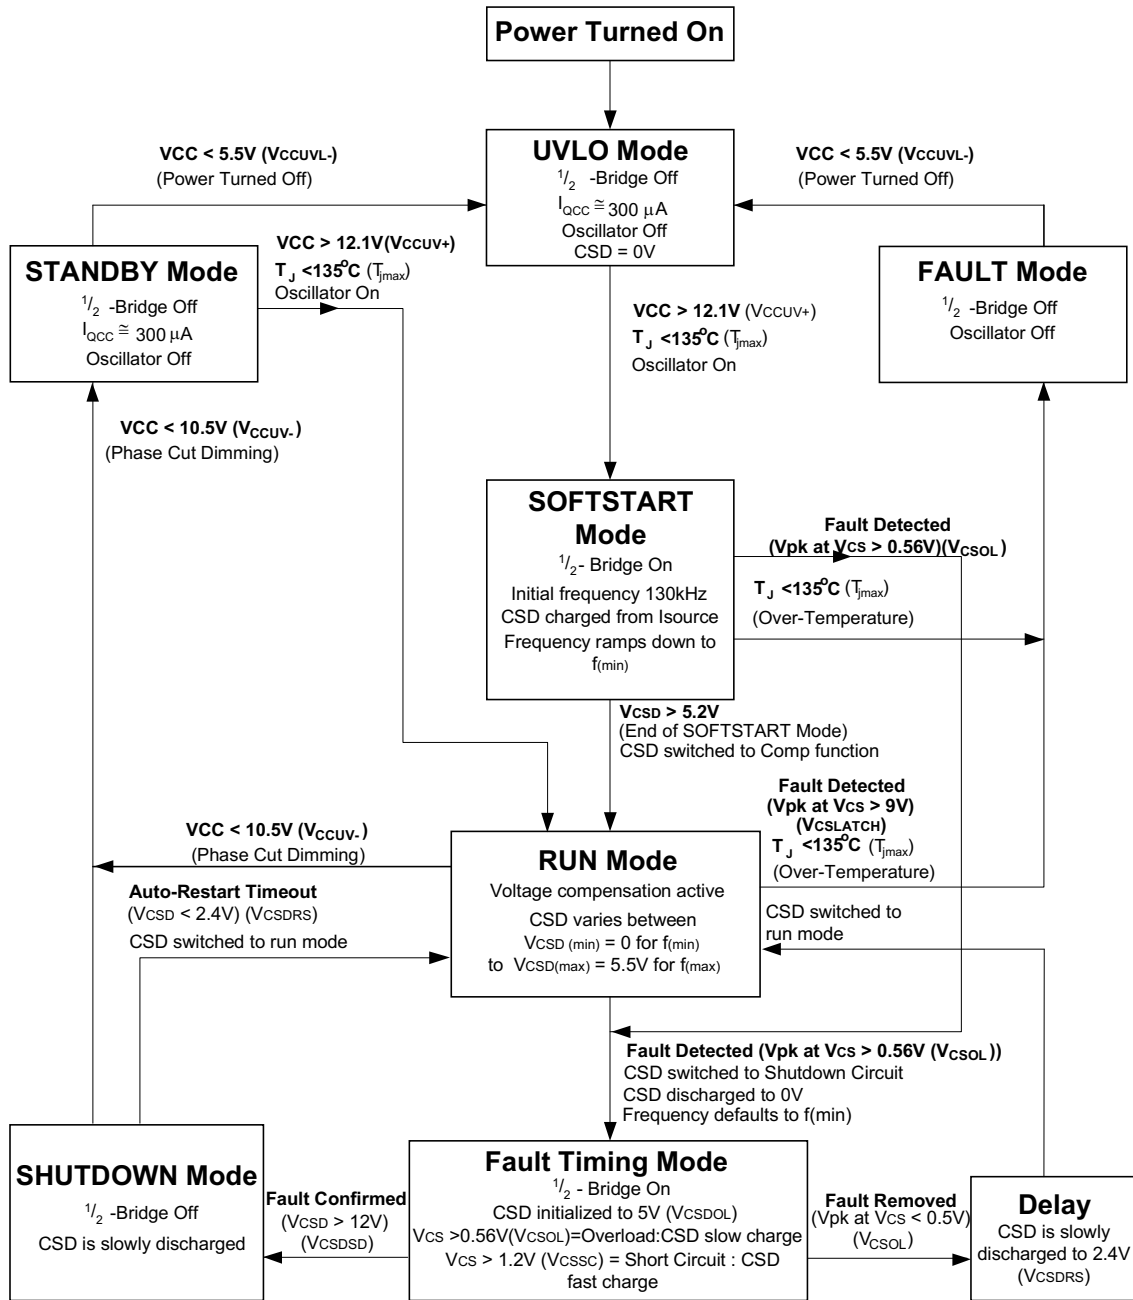 Power Turned On
UVLO Mode
1/2 -Bridge Off
IQCC ≅ 300 μA
Oscillator Off
CSD = 0V
VCC < 5.5V (VCCUVL-)
(Power Turned Off)
VCC < 5.5V (VCCUVL-)
(Power Turned Off)
STANDBY Mode
1/2 -Bridge Off
IQCC ≅ 300 μA
Oscillator Off
VCC > 12.1V(VCCUV+)
TJ <135°C (Tjmax)
Oscillator On
VCC > 12.1V (VCCUV+)
TJ <135°C (Tjmax)
Oscillator On
FAULT Mode
1/2 -Bridge Off
Oscillator Off
VCC < 10.5V (VCCUV-)
(Phase Cut Dimming)
SOFTSTART
Mode
1/2- Bridge On
Initial frequency 130kHz
CSD charged from Isource
Frequency ramps down to
f(min)
Fault Detected
(Vpk at VCS > 0.56V)(VCSOL)
TJ <135°C (Tjmax)
(Over-Temperature)
VCSD > 5.2V
(End of SOFTSTART Mode)
CSD switched to Comp function
Fault Detected
(Vpk at VCS > 9V)
(VCSLATCH)
TJ <135°C (Tjmax)
(Over-Temperature)
VCC < 10.5V (VCCUV-)
(Phase Cut Dimming)
RUN Mode
Voltage compensation active
CSD varies between
VCSD (min) = 0 for f(min)
to VCSD(max) = 5.5V for f(max)
Auto-Restart Timeout
(VCSD < 2.4V) (VCSDRS)
CSD switched to run mode
CSD switched to
run mode
Fault Detected (Vpk at VCS > 0.56V (VCSOL))
CSD switched to Shutdown Circuit
CSD discharged to 0V
Frequency defaults to f(min)
SHUTDOWN Mode
1/2 -Bridge Off
CSD is slowly discharged
Fault Confirmed
(VCSD > 12V)
(VCSDSD)
Fault Timing Mode
1/2 - Bridge On
CSD initialized to 5V (VCSDOL)
VCS >0.56V(VCSOL)=Overload:CSD slow charge
VCS > 1.2V (VCSSC) = Short Circuit : CSD
fast charge
Fault Removed
(Vpk at VCS < 0.5V)
(VCSOL)
Delay
CSD is slowly
discharged to 2.4V
(VCSDRS)